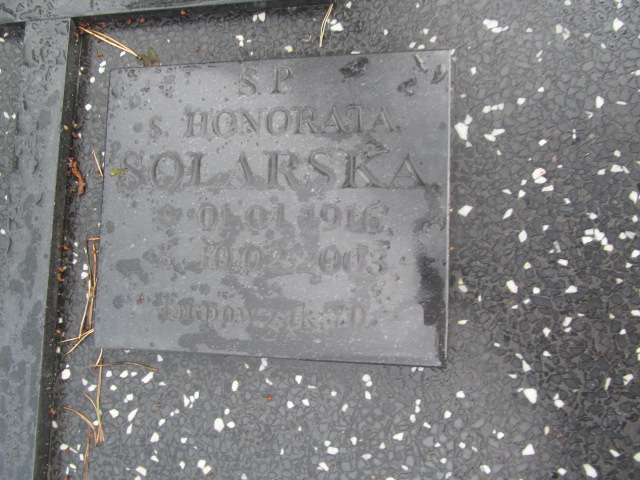 S.P.
s. HONORATA
SOLARSKA
* 01.01.1916
10.02.2003